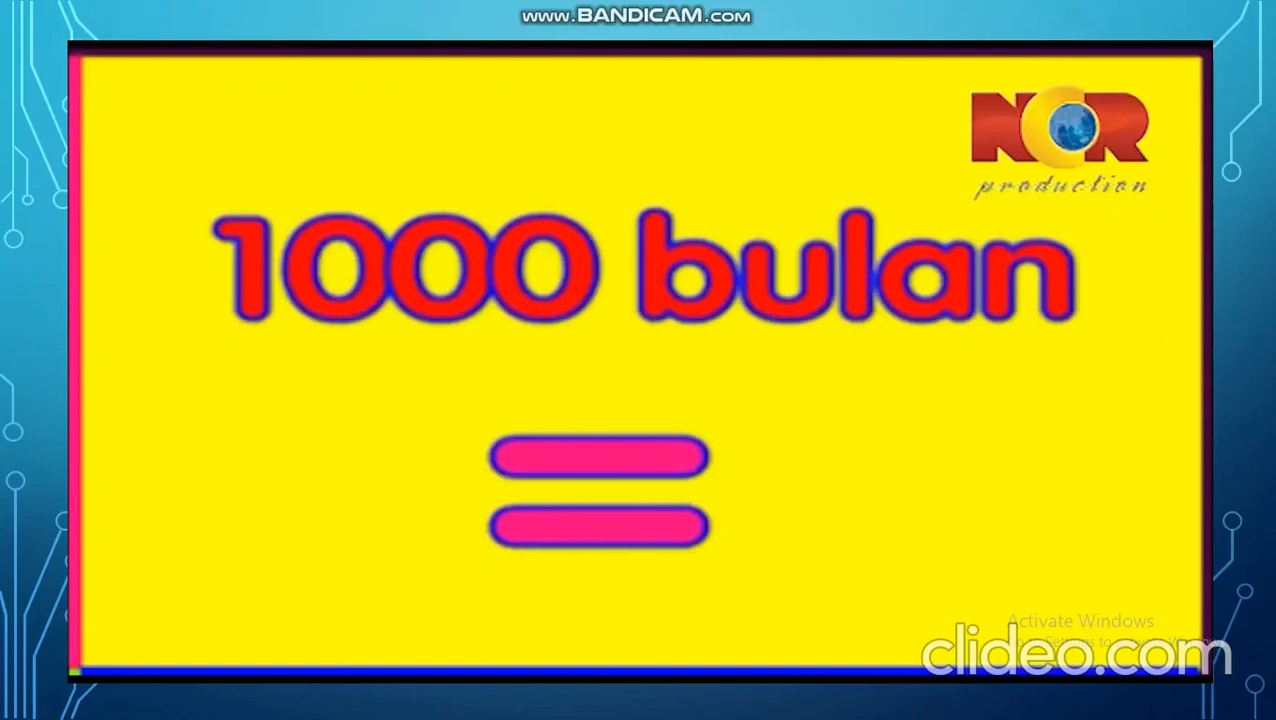 www.BANDICAM.com
NCR
production
1000 bulan
=
Activate Windows
clideo.com